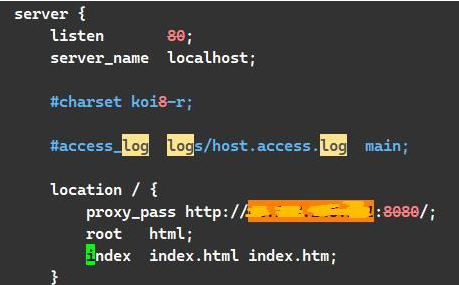 server {
listen 80;
server_name localhost;
#charset koi8-r;
#access_log logs/host.access.log main;
location / {
proxy_pass http:// :8080/;
root html;
index index.html index.htm;
}